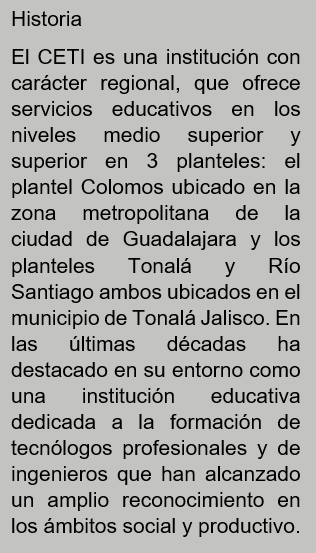 Historia
El CETI es una institución con
carácter regional, que ofrece
servicios educativos en los
niveles medio superior y
superior en 3 planteles: el
plantel Colomos ubicado en la
zona metropolitana de la
ciudad de Guadalajara y los
planteles Tonalá y Río
Santiago ambos ubicados en el
municipio de Tonalá Jalisco. En
las últimas décadas ha
destacado en su entorno como
una institución educativa
dedicada a la formación de
tecnólogos profesionales y de
ingenieros que han alcanzado
un amplio reconocimiento en
los ámbitos social y productivo.